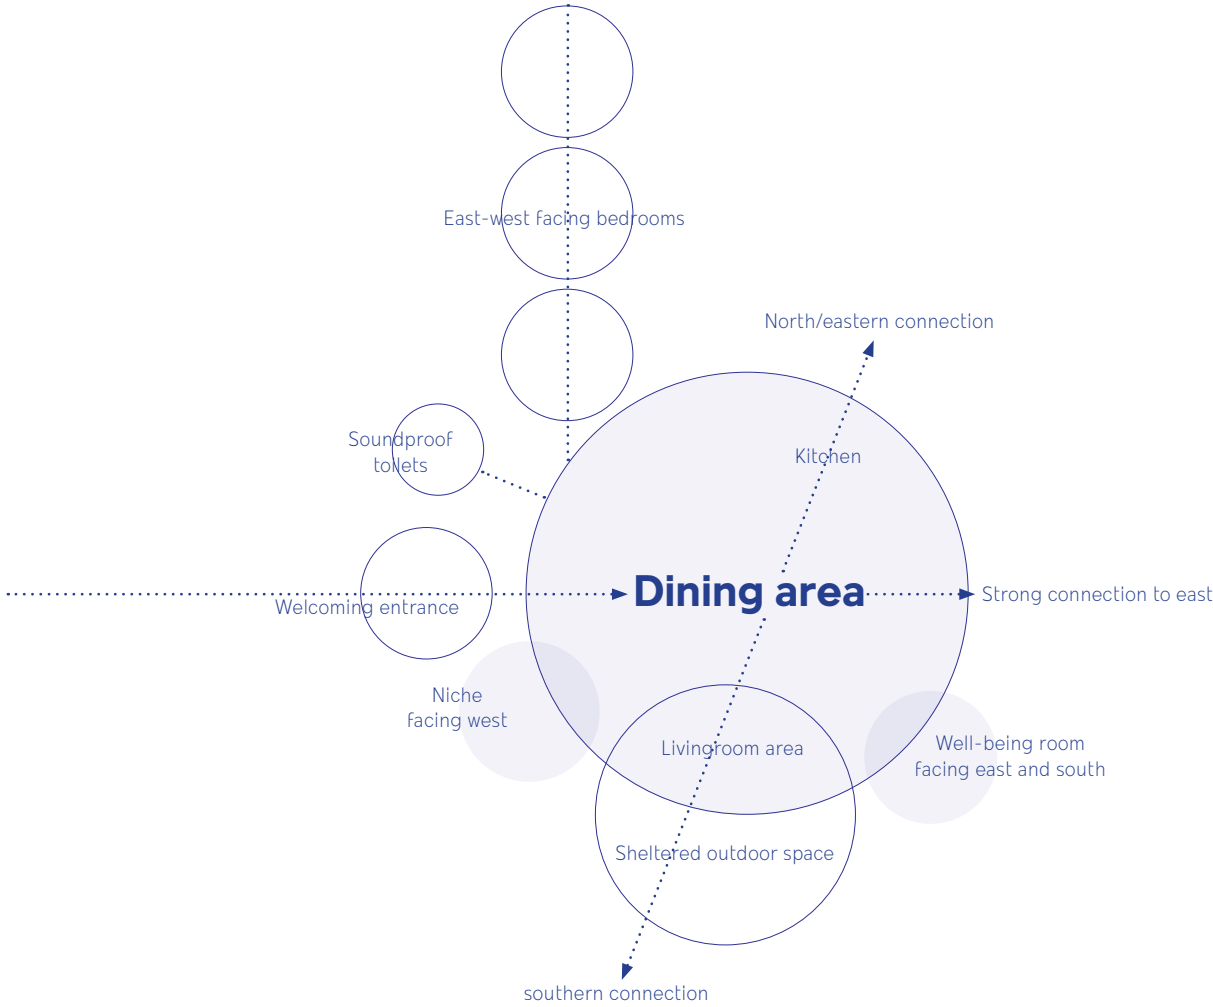 East-west facing bedrooms
North/eastern connection
Soundproof
toilets
Kitchen
Dining area
Strong connection to east
Welcoming entrance
Niche
facing west
Livingroom area
Well-being room
facing east and south
Sheltered outdoor space
southern connection